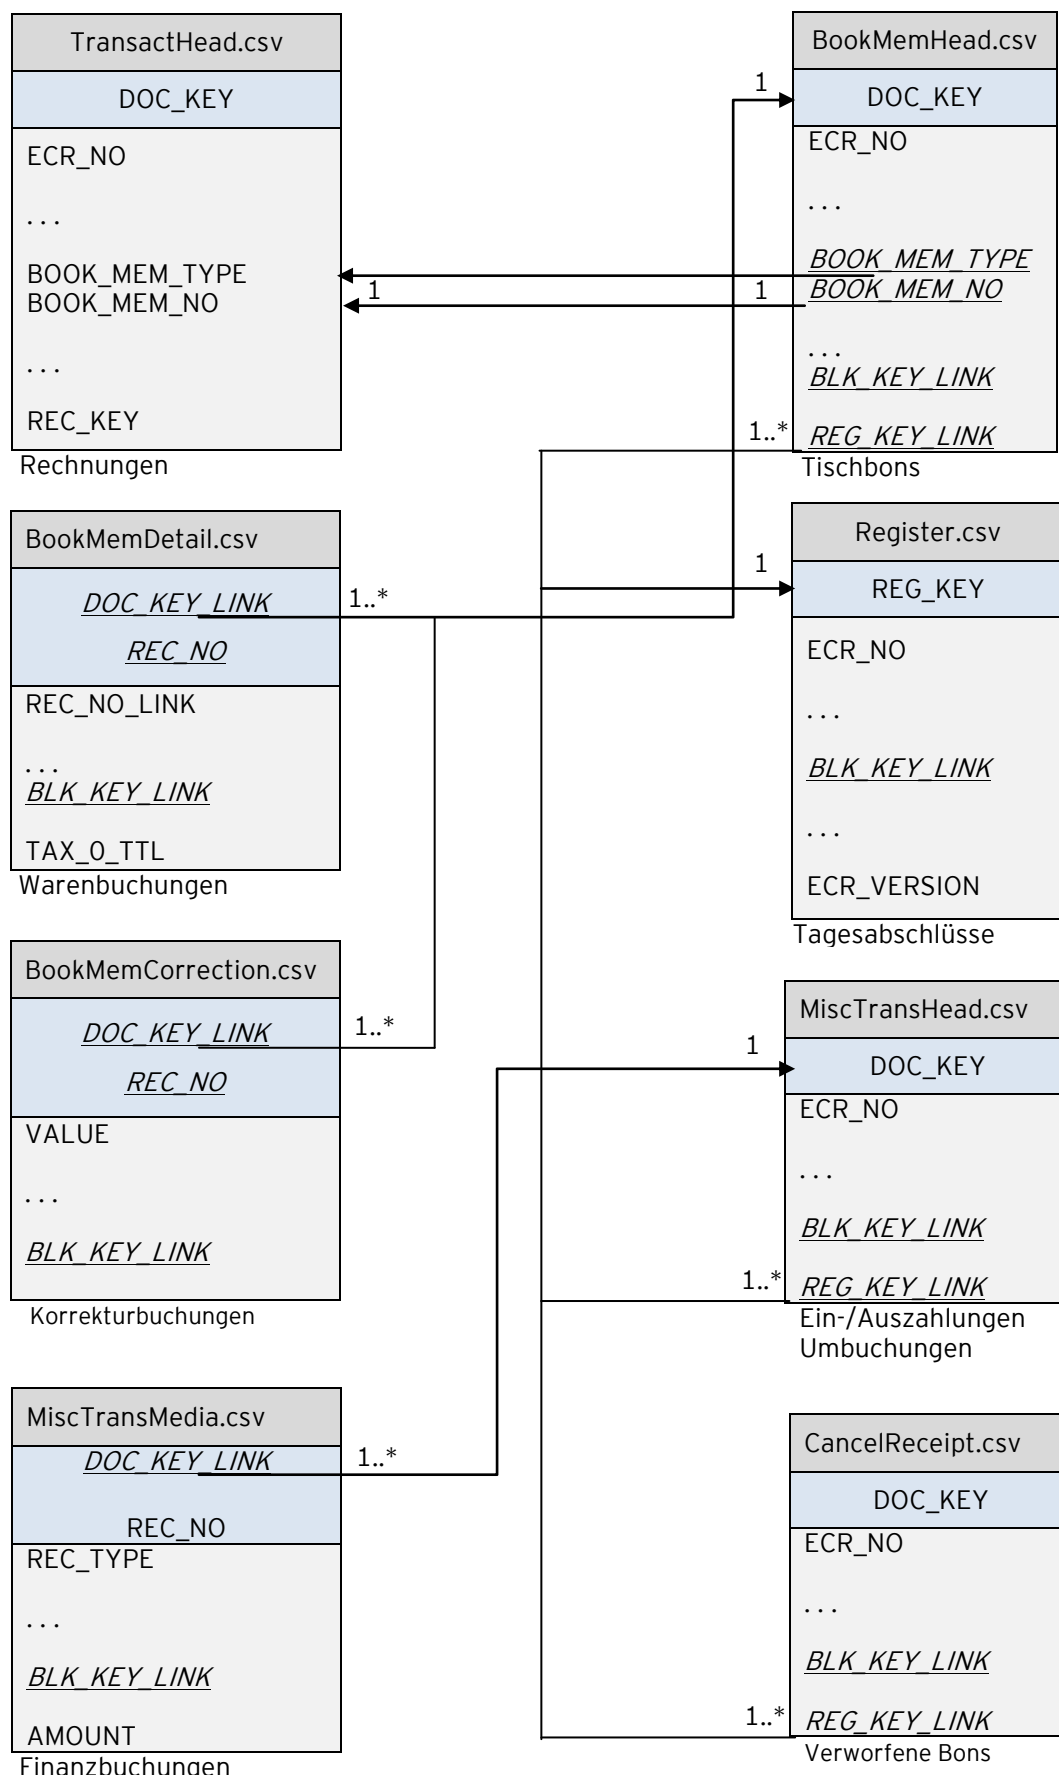 TransactHead.csv
DOC_KEY
ECR_NO
...
BOOK_MEM_TYPE
BOOK_MEM_NO
...
REC_KEY
Rechnungen
BookMemHead.csv
1
DOC_KEY
ECR_NO
...
BOOK_MEM_TYPE
1
1
BOOK_MEM_NO
...
BLK_KEY_LINK
1..*
REG_KEY_LINK
Tischbons
BookMemDetail.csv
DOC_KEY_LINK
1..*
REC_NO
REC_NO_LINK
...
BLK_KEY_LINK
TAX_0_TTL
Warenbuchungen
Register.csv
1
REG_KEY
ECR_NO
...
BLK_KEY_LINK
...
ECR_VERSION
Tagesabschlüsse
BookMemCorrection.csv
DOC_KEY_LINK
1..*
REC_NO
VALUE
...
BLK_KEY_LINK
Korrekturbuchungen
MiscTransHead.csv
1
DOC_KEY
ECR_NO
...
BLK_KEY_LINK
1..*
REG_KEY_LINK
Ein-/Auszahlungen
Umbuchungen
MiscTransMedia.csv
DOC_KEY_LINK
1..*
REC_NO
REC_TYPE
...
BLK_KEY_LINK
AMOUNT
Finanzbuchungen
CancelReceipt.csv
DOC_KEY
ECR_NO
...
BLK_KEY_LINK
1..*
REG_KEY_LINK
Verworfene Bons